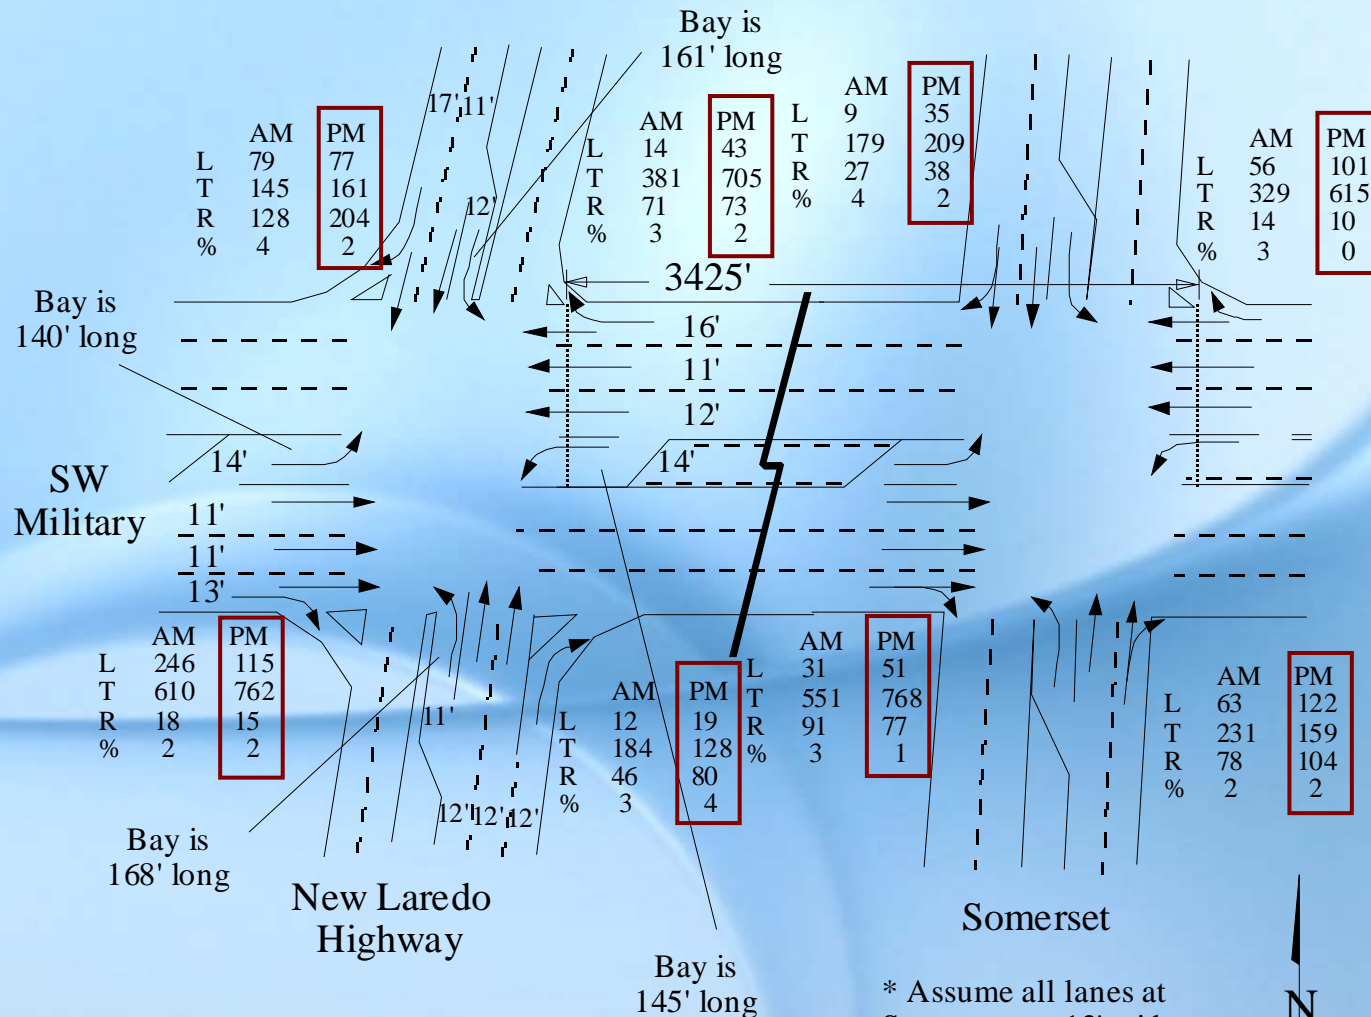 Bay is
161' long
17' 11'
12'
AM PM
L 79 77
T 145 161
R 128 204
% 4 2
AM PM
L 14 43
T 381 705
R 71 73
% 3 2
AM PM
L 9 35
T 179 209
R 27 38
% 4 2
AM PM
L 56 101
T 329 615
R 14 10
% 3 0
3425'
Bay is
140' long
16'
11'
12'
14'
14'
SW
Military
11'
11'
13'
AM PM
L 246 115
T 610 762
R 18 15
% 2 2
11'
12' 12' 12'
AM PM
L 12 19
T 184 128
R 46 80
% 3 4
AM PM
L 31 51
T 551 768
R 91 77
% 3 1
AM PM
L 63 122
T 231 159
R 78 104
% 2 2
Bay is
168' long
New Laredo
Highway
Somerset
Bay is
145' long
* Assume all lanes at
N